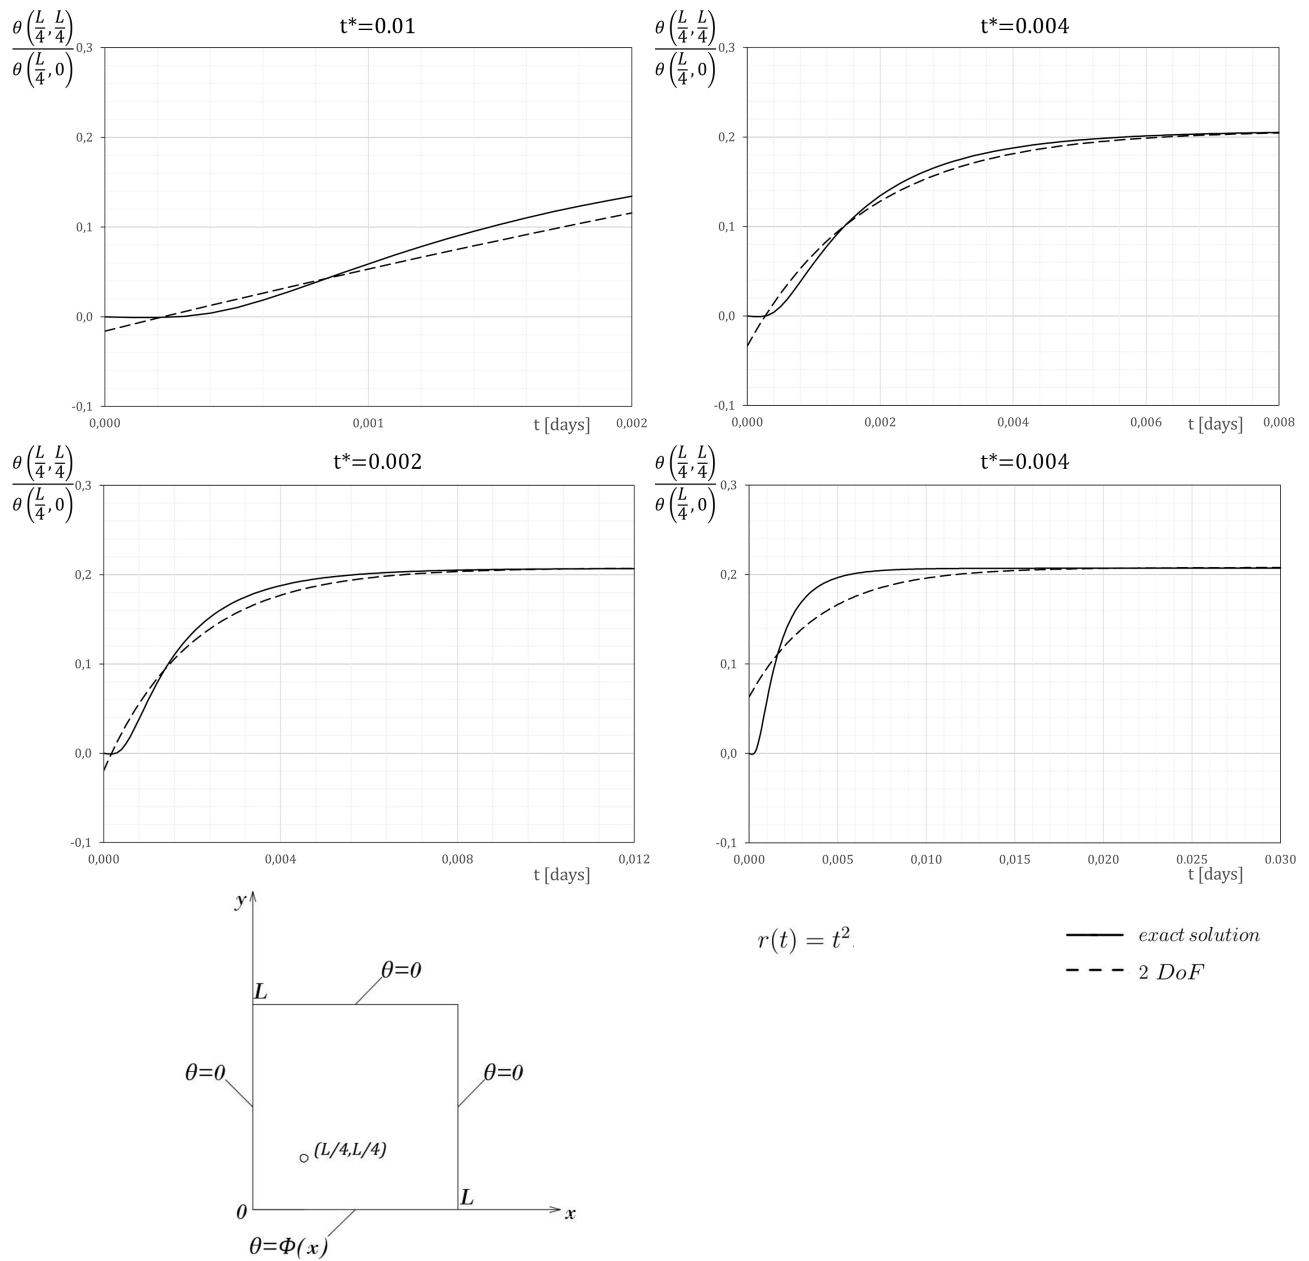 t*=0.01
θ(L/4,L/4)
θ(L/4,0)
0,3
0,2
0,1
0,0
-0,1
0,000 0,001 0,002
t [days]
t*=0.004
θ(L/4,L/4)
θ(L/4,0)
0,3
0,2
0,1
0,0
-0,1
0,000 0,002 0,004 0,006 0,008
t [days]
t*=0.002
θ(L/4,L/4)
θ(L/4,0)
0,3
0,2
0,1
0,0
-0,1
0,000 0,004 0,008 0,012
t [days]
t*=0.004
θ(L/4,L/4)
θ(L/4,0)
0,3
0,2
0,1
0,0
-0,1
0,000 0,005 0,010 0,015 0,020 0.025 0.030
t [days]
y
θ=0
L
θ=0
θ=0
(L/4,L/4)
L
0
x
θ=Φ(x)
r(t) = t².
exact solution
2 DoF